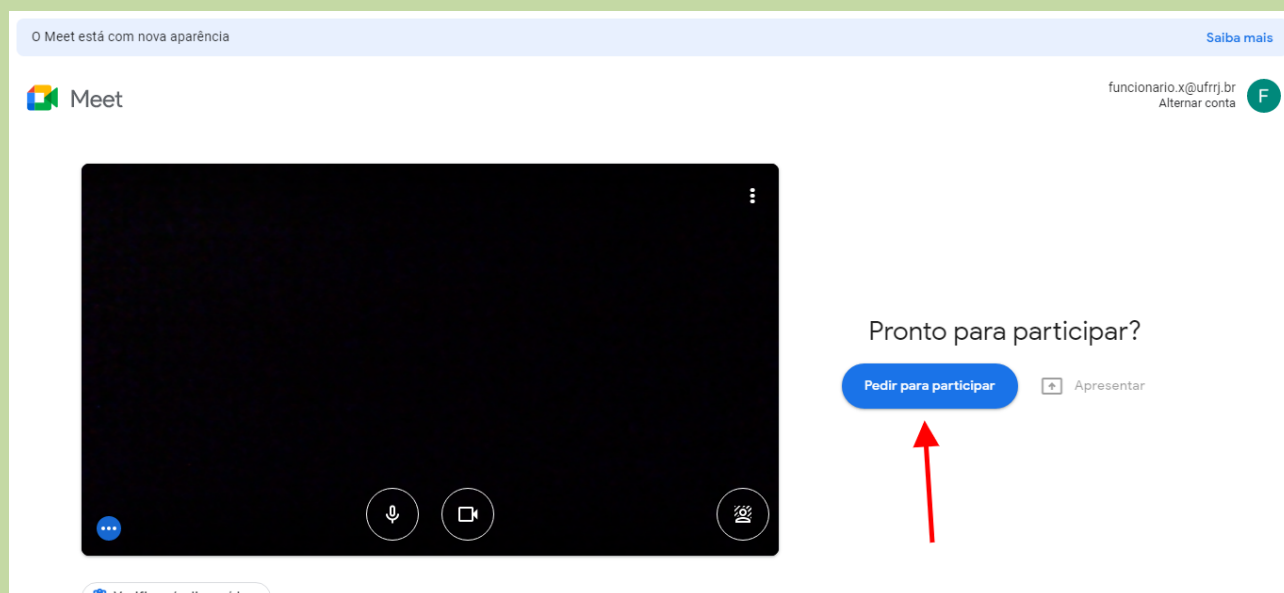 O Meet está com nova aparência
Saiba mais
Meet
funcionario.x@ufrrj.br
Alternar conta
F
Pronto para participar?
Pedir para participar
Apresentar